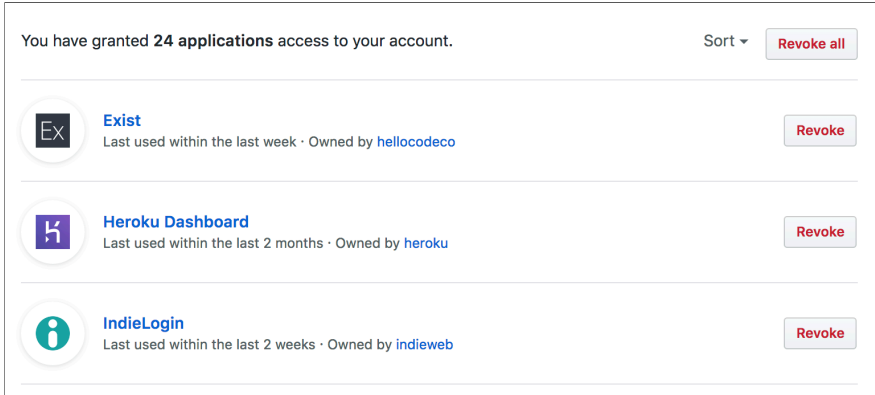 You have granted 24 applications access to your account.
Sort
Revoke all
Ex
Exist
Last used within the last week · Owned by hellocodeco
Revoke
Heroku Dashboard
Last used within the last 2 months · Owned by heroku
Revoke
IndieLogin
Last used within the last 2 weeks · Owned by indieweb
Revoke